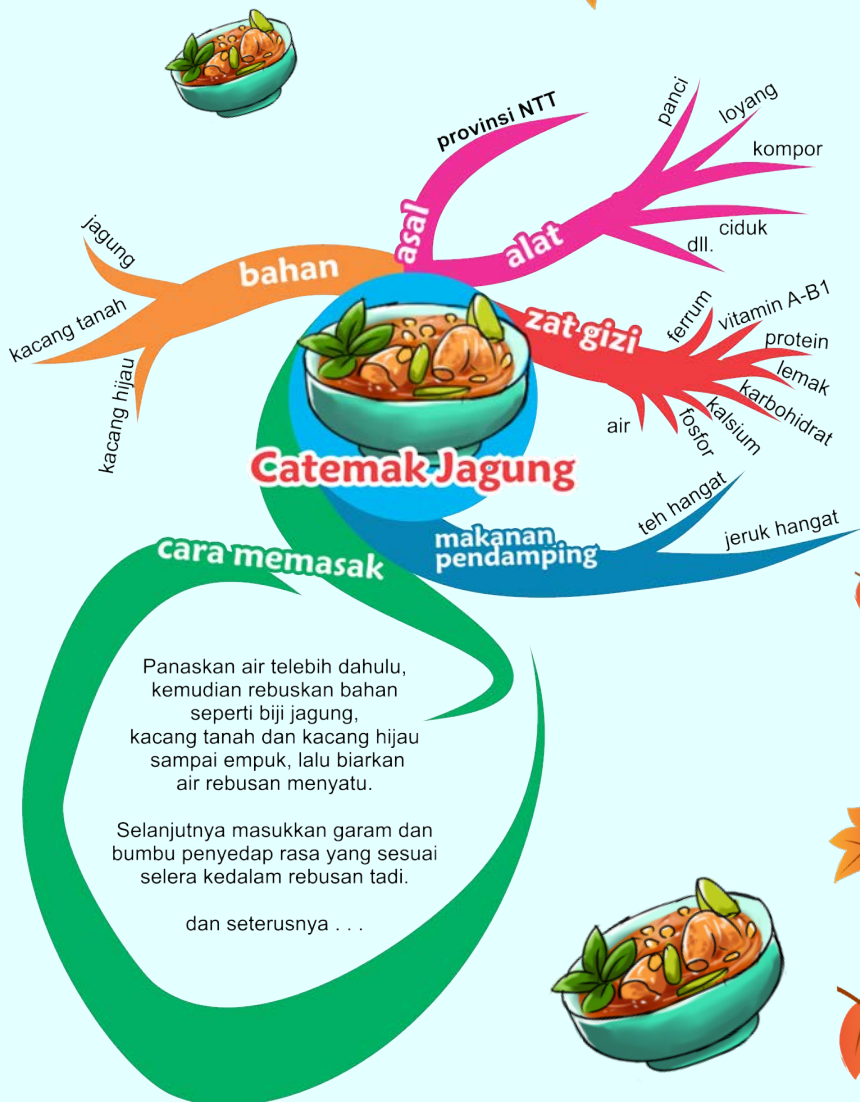 provinsi NTT
asal
alat
panci
loyang
kompor
ciduk
dll.
bahan
jagung
kacang tanah
kacang hijau
zat gizi
ferrum
vitamin A-B1
protein
lemak
karbohidrat
kalsium
fosfor
air
Catemak Jagung
makanan
pendamping
teh hangat
jeruk hangat
cara memasak
Panaskan air telebih dahulu,
kemudian rebuskan bahan
seperti biji jagung,
kacang tanah dan kacang hijau
sampai empuk, lalu biarkan
air rebusan menyatu.
Selanjutnya masukkan garam dan
bumbu penyedap rasa yang sesuai
selera kedalam rebusan tadi.
dan seterusnya . . .